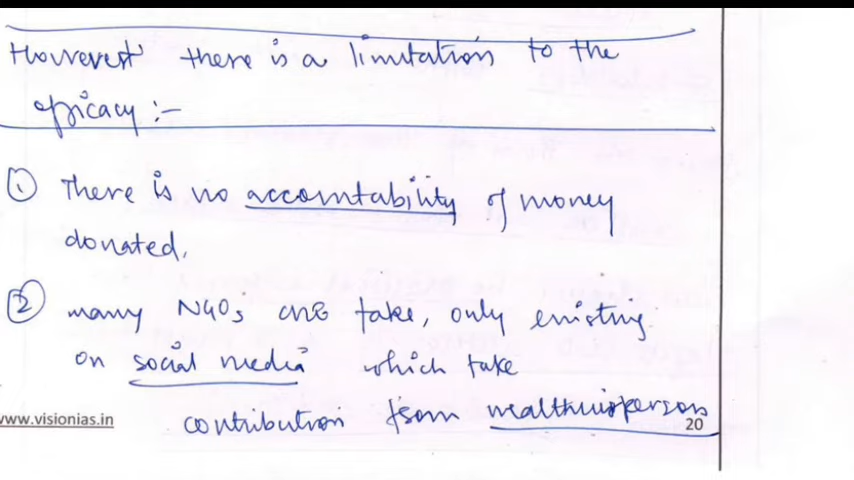 However there is a limitation to the
efficacy :-
① There is no accountability of money
donated.
② many NGOs are take, only existing
on social media which take
contribution from wealthier person
www.visionias.in
20